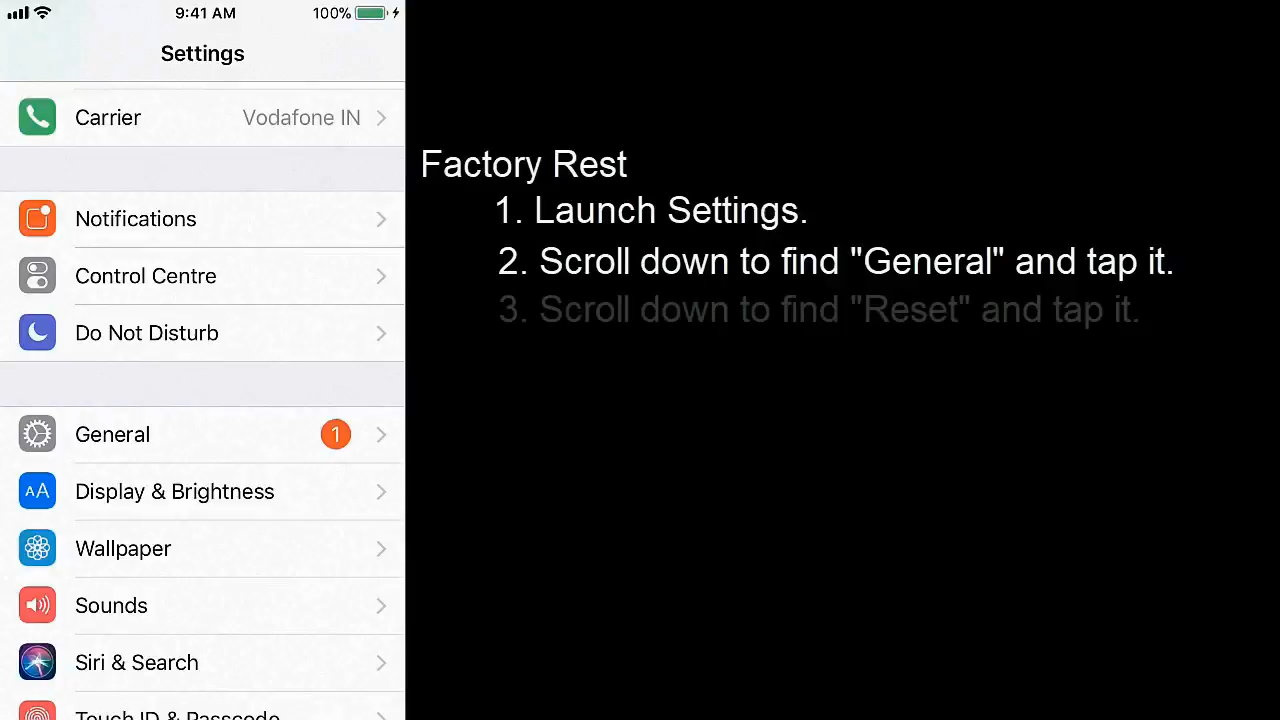 9:41 AM 100%
Settings
Carrier Vodafone IN
Notifications
Control Centre
Do Not Disturb
General 1
AA Display & Brightness
Wallpaper
Sounds
Siri & Search
Touch ID & Passcode
Factory Rest
1. Launch Settings.
2. Scroll down to find "General" and tap it.
3. Scroll down to find "Reset" and tap it.